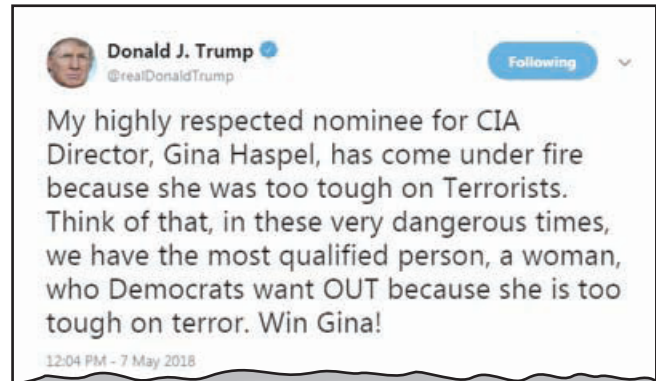 Donald J. Trump
@realDonaldTrump
Following
My highly respected nominee for CIA
Director, Gina Haspel, has come under fire
because she was too tough on Terrorists.
Think of that, in these very dangerous times,
we have the most qualified person, a woman,
who Democrats want OUT because she is too
tough on terror. Win Gina!
12:04 PM - 7 May 2018